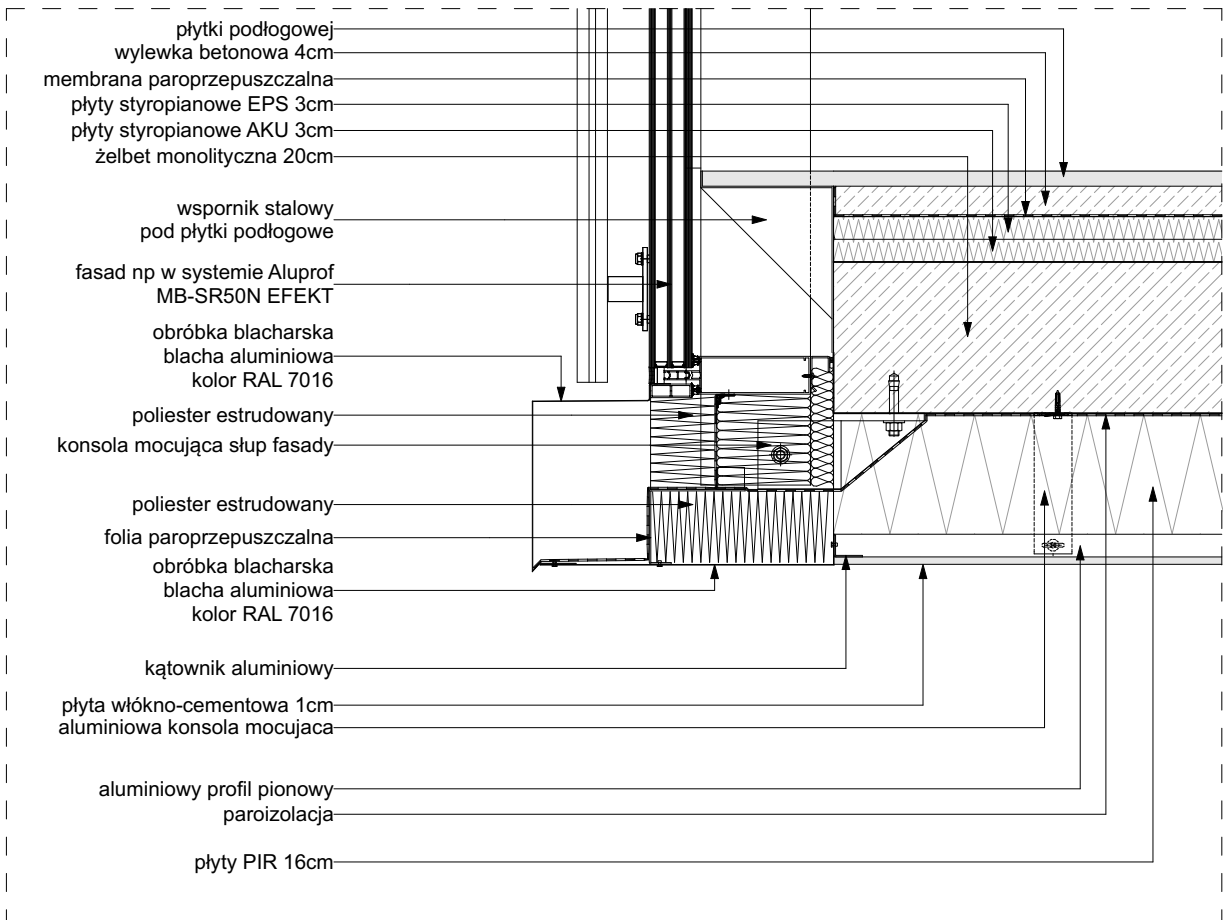 płytki podłogowej
wylewka betonowa 4cm
membrana paroprzepuszczalna
płyty styropianowe EPS 3cm
płyty styropianowe AKU 3cm
żelbet monolityczna 20cm
wspornik stalowy
pod płytki podłogowe
fasad np w systemie Aluprof
MB-SR50N EFEKT
obróbka blacharska
blacha aluminiowa
kolor RAL 7016
poliester estrudowany
konsola mocująca słup fasady
poliester estrudowany
folia paroprzepuszczalna
obróbka blacharska
blacha aluminiowa
kolor RAL 7016
kątownik aluminiowy
płyta włókno-cementowa 1cm
aluminiowa konsola mocujaca
aluminiowy profil pionowy
paroizolacja
płyty PIR 16cm